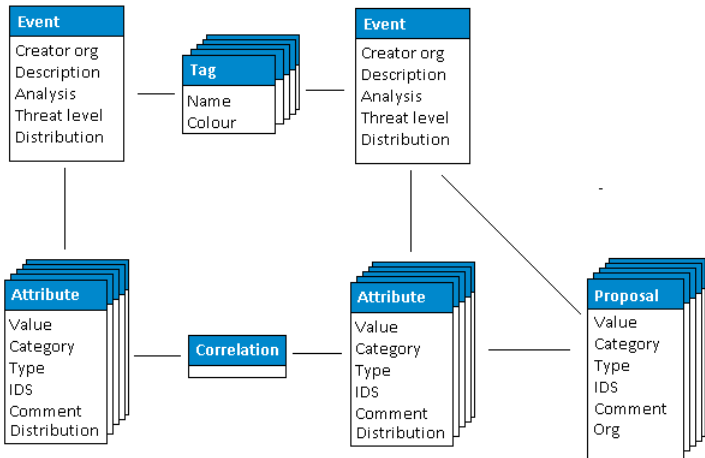 Event
Creator org
Description
Analysis
Threat level
Distribution
Tag
Name
Colour
Event
Creator org
Description
Analysis
Threat level
Distribution
Attribute
Value
Category
Type
IDS
Comment
Distribution
Correlation
Attribute
Value
Category
Type
IDS
Comment
Distribution
Proposal
Value
Category
Type
IDS
Comment
Org